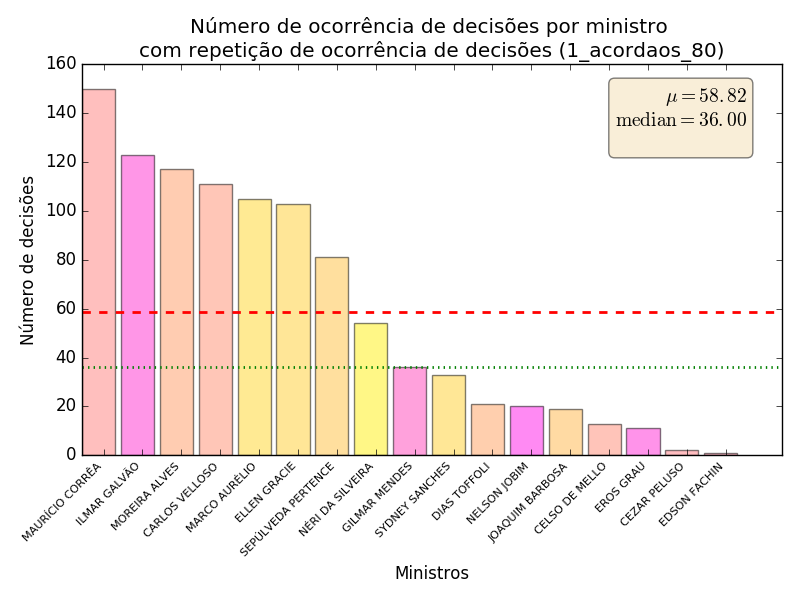 Número de ocorrência de decisões por ministro
com repetição de ocorrência de decisões (1_acordaos_80)
μ = 58.82
median = 36.00
Número de decisões
160
140
120
100
80
60
40
20
0
MAURÍCIO CORRÊA
ILMAR GALVÃO
MOREIRA ALVES
CARLOS VELLOSO
MARCO AURÉLIO
ELLEN GRACIE
SEPÚLVEDA PERTENCE
NÉRI DA SILVEIRA
GILMAR MENDES
SYDNEY SANCHES
DIAS TOFFOLI
NELSON JOBIM
JOAQUIM BARBOSA
CELSO DE MELLO
EROS GRAU
CEZAR PELUSO
EDSON FACHIN
Ministros